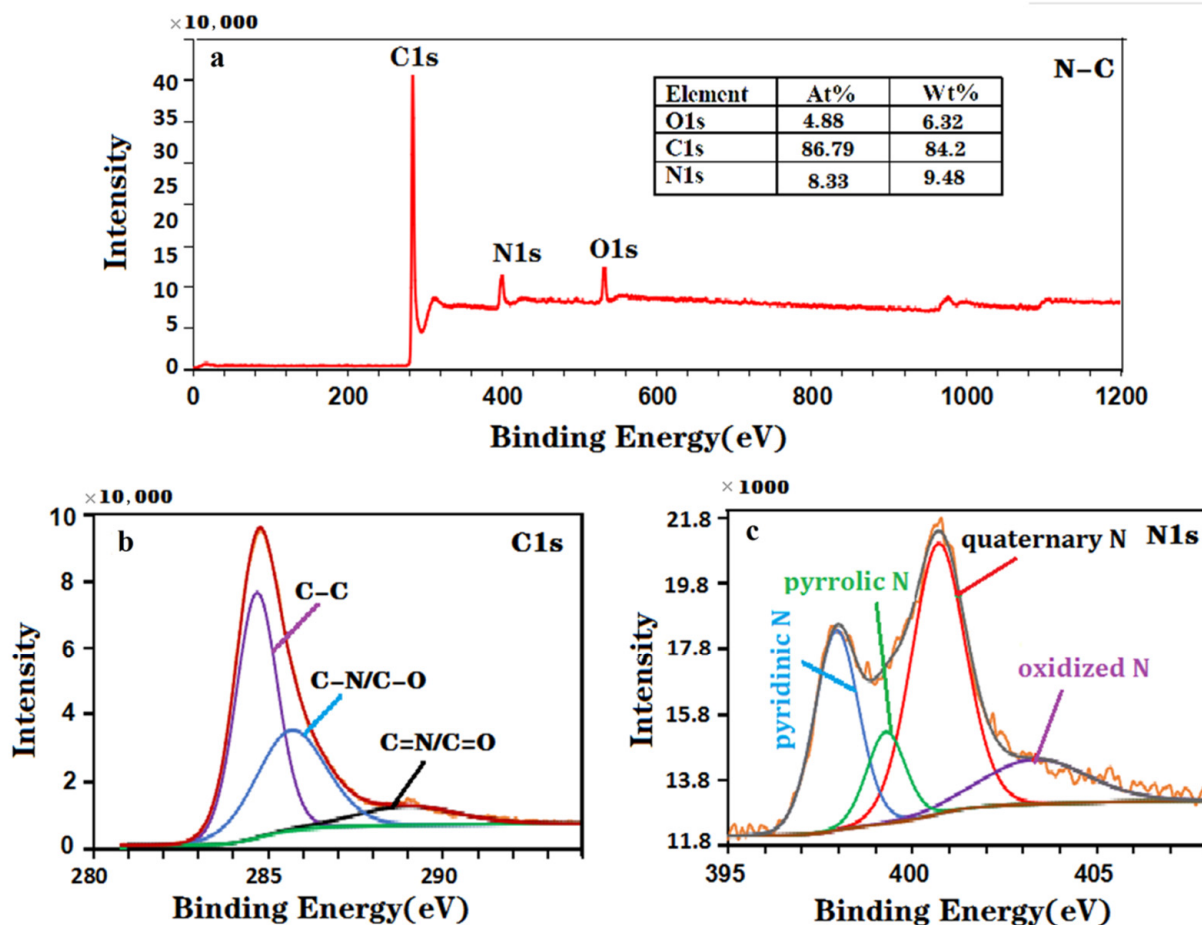 ×10,000
a
C1s
N–C
Element At% Wt%
O1s 4.88 6.32
C1s 86.79 84.2
N1s 8.33 9.48
N1s
O1s
40
35
30
25
20
15
10
5
0
Intensity
0 200 400 600 800 1000 1200
Binding Energy(eV)
×10,000
b
C1s
C–C
C–N/C–O
C=N/C=O
10
8
6
4
2
0
Intensity
280 285 290
Binding Energy(eV)
× 1000
c
N1s
quaternary N
pyrrolic N
pyridinic N
oxidized N
21.8
19.8
17.8
15.8
13.8
11.8
Intensity
395 400 405
Binding Energy(eV)